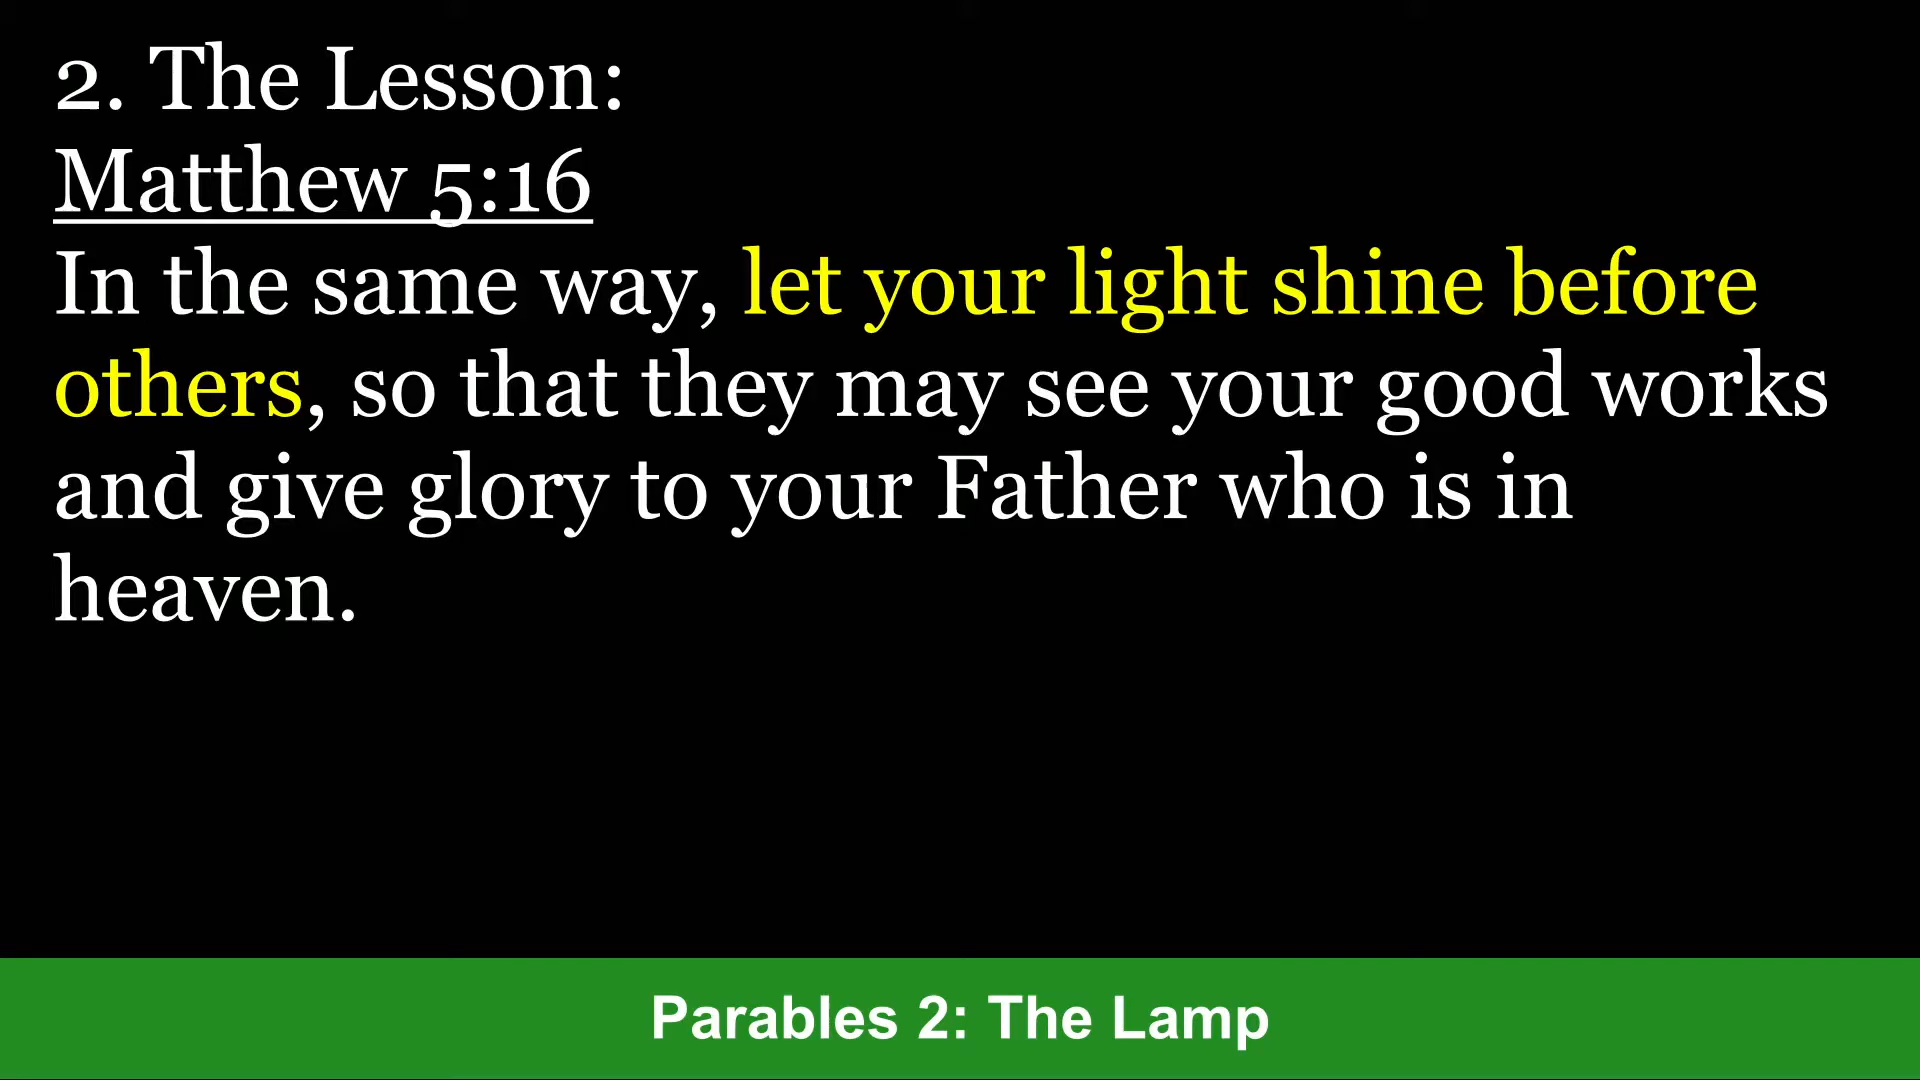 2. The Lesson:
Matthew 5:16
In the same way, let your light shine before
others, so that they may see your good works
and give glory to your Father who is in
heaven.
Parables 2: The Lamp